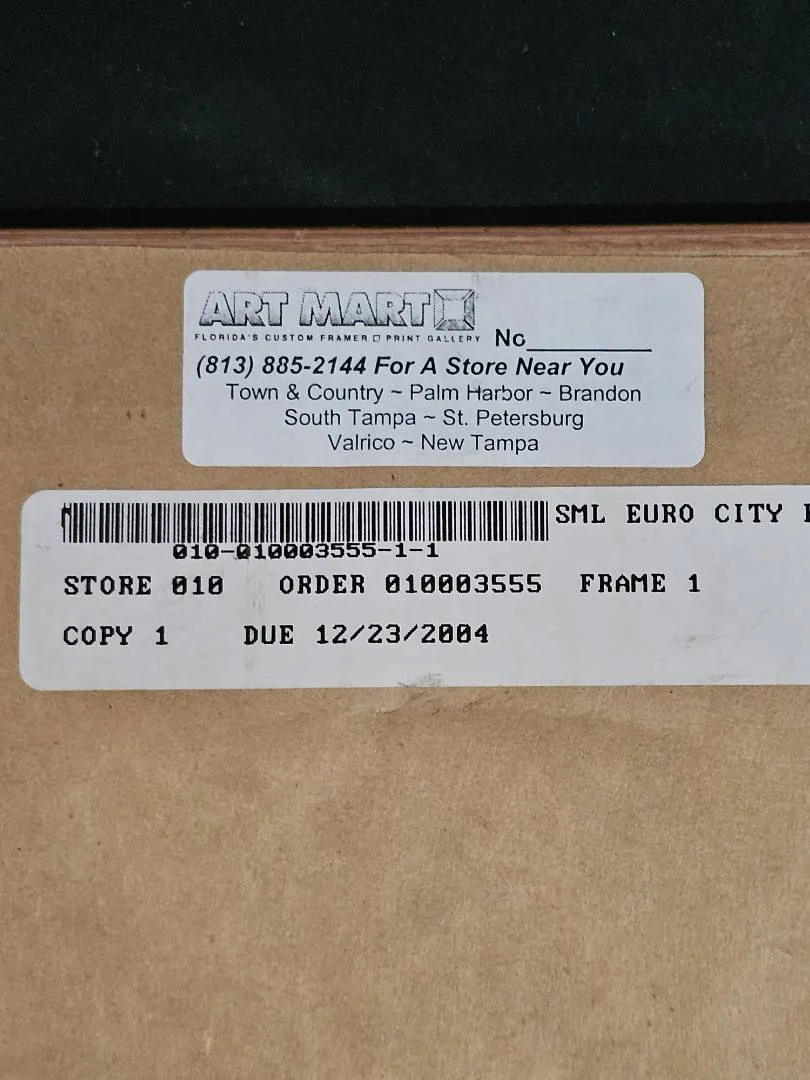 ART MART
FLORIDA'S CUSTOM FRAMER □ PRINT GALLERY
No__________
(813) 885-2144 For A Store Near You
Town & Country ~ Palm Harbor ~ Brandon
South Tampa ~ St. Petersburg
Valrico ~ New Tampa
SML EURO CITY
010-010003555-1-1
STORE 010 ORDER 010003555 FRAME 1
COPY 1 DUE 12/23/2004